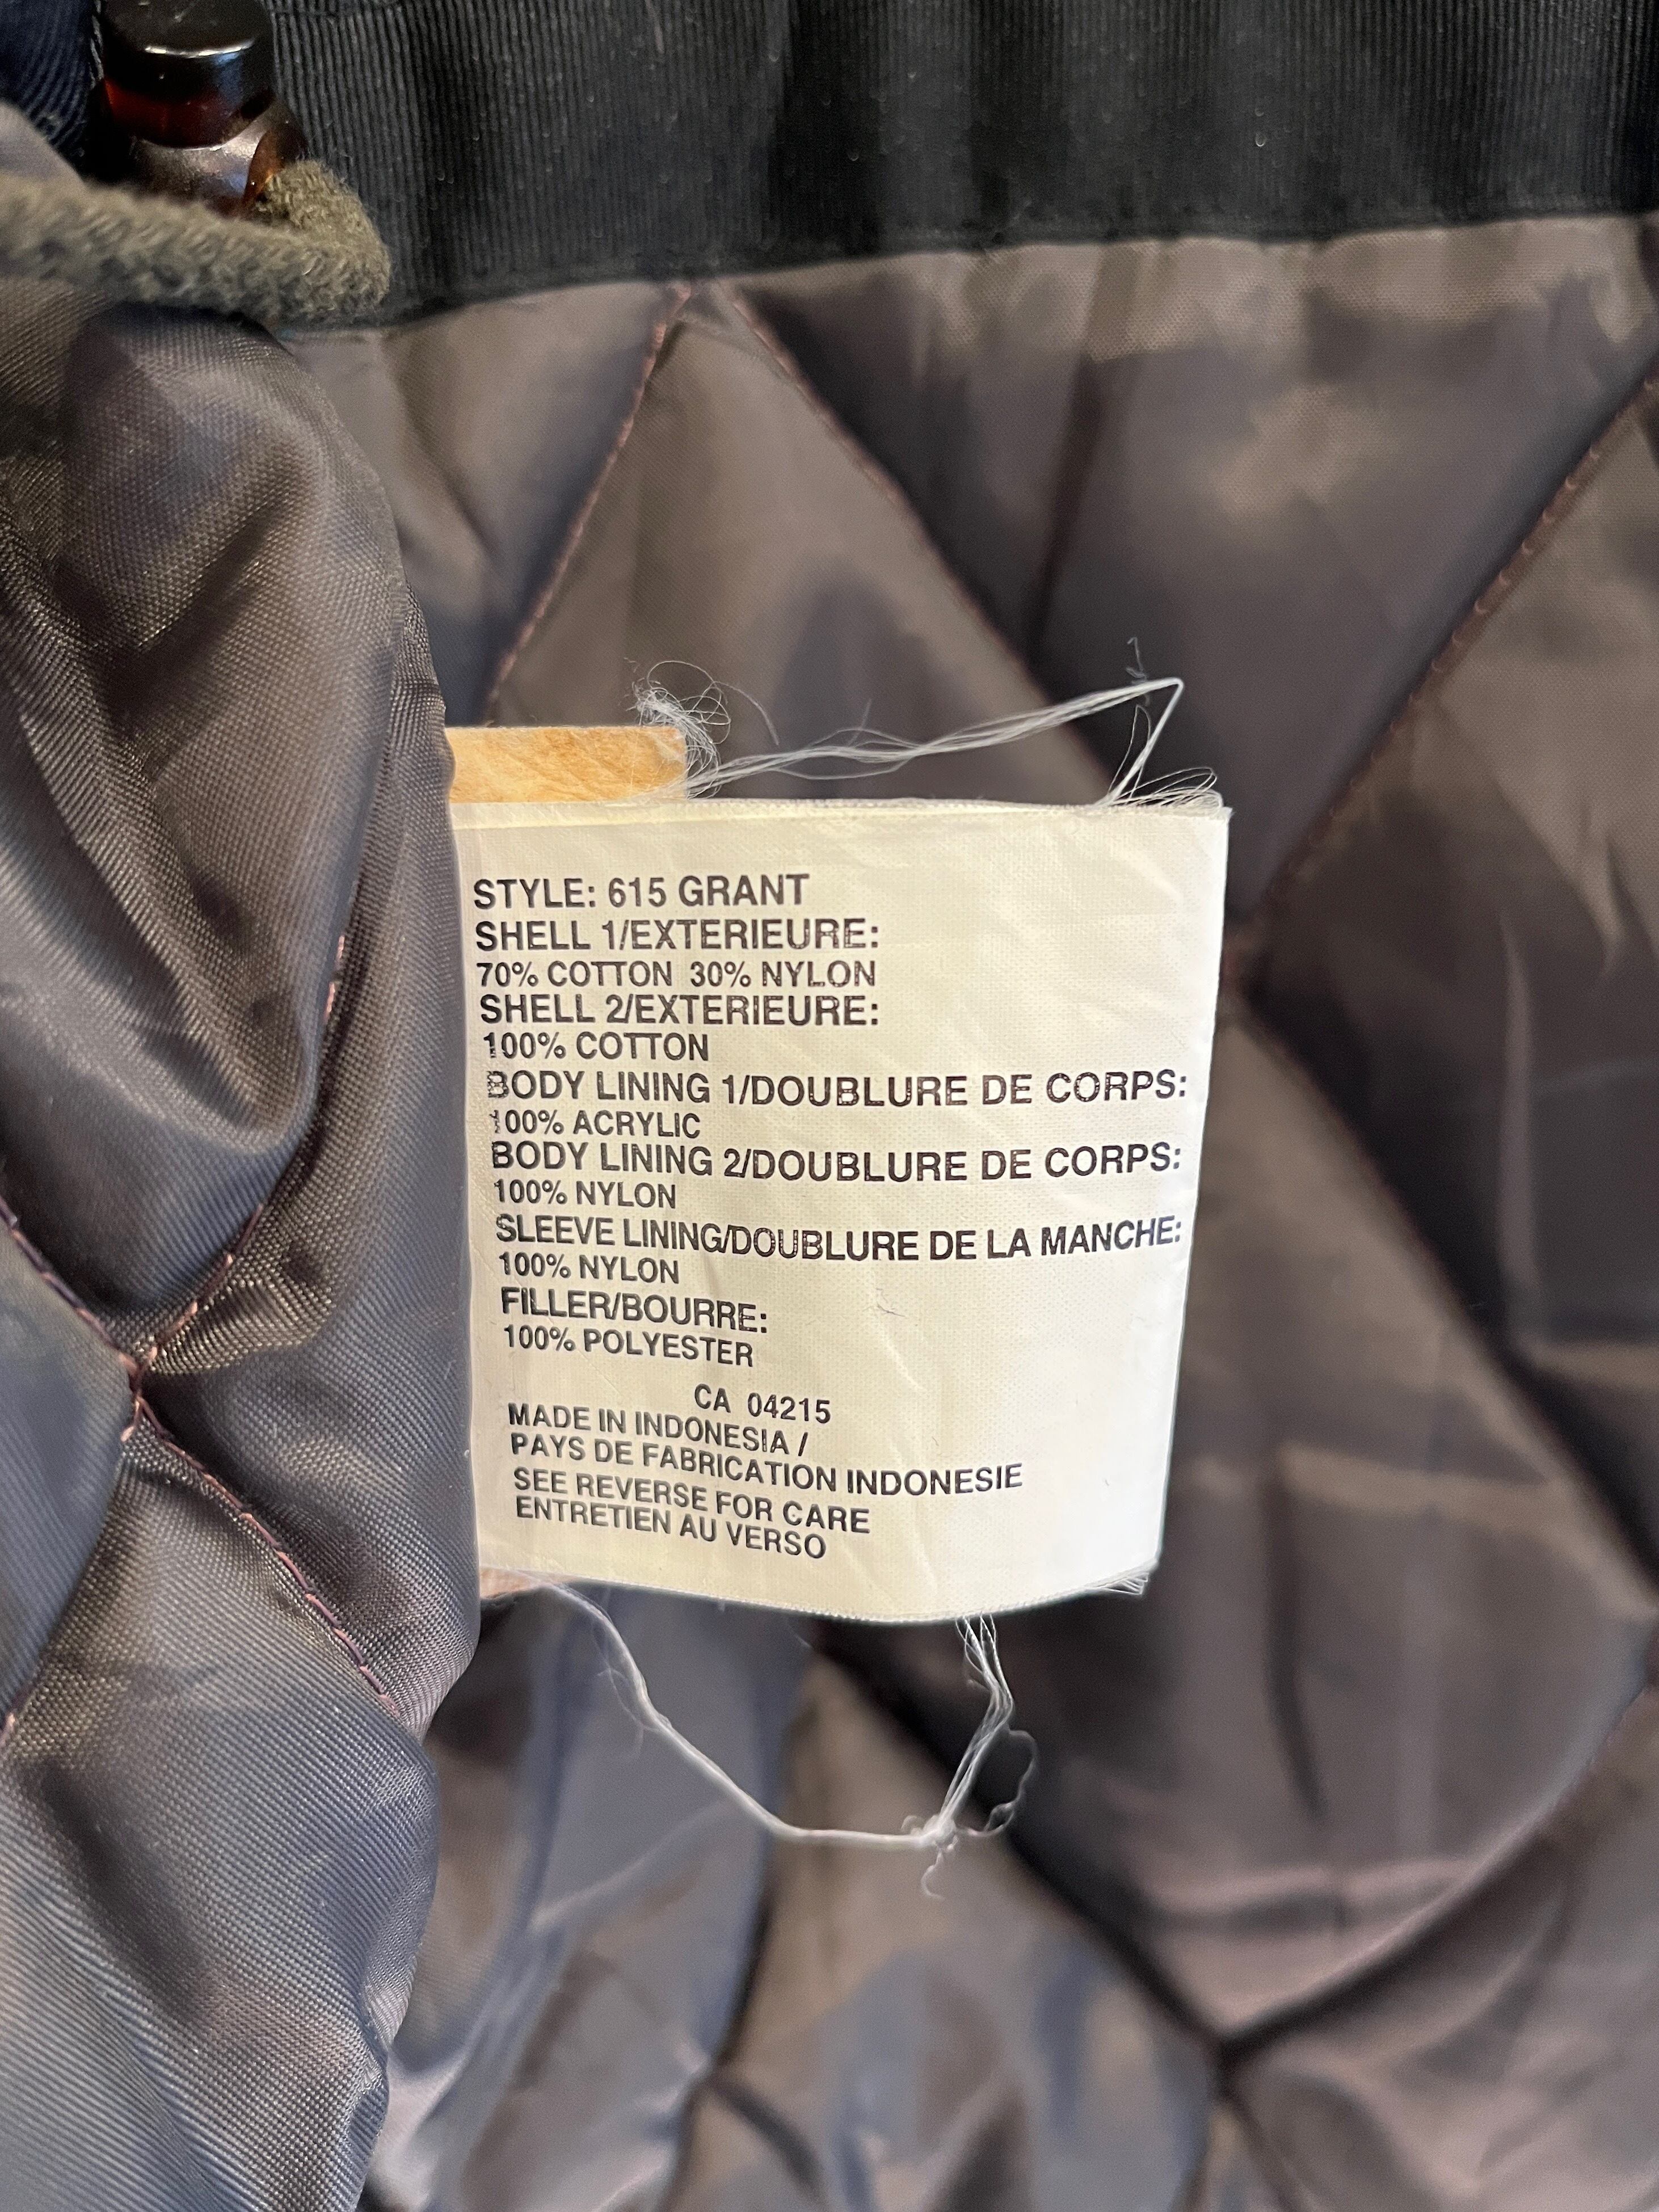 STYLE: 615 GRANT
SHELL 1/EXTERIEURE:
70% COTTON 30% NYLON
SHELL 2/EXTERIEURE:
100% COTTON
BODY LINING 1/DOUBLURE DE CORPS:
100% ACRYLIC
BODY LINING 2/DOUBLURE DE CORPS:
100% NYLON
SLEEVE LINING/DOUBLURE DE LA MANCHE:
100% NYLON
FILLER/BOURRE:
100% POLYESTER
CA 04215
MADE IN INDONESIA /
PAYS DE FABRICATION INDONESIE
SEE REVERSE FOR CARE
ENTRETIEN AU VERSO